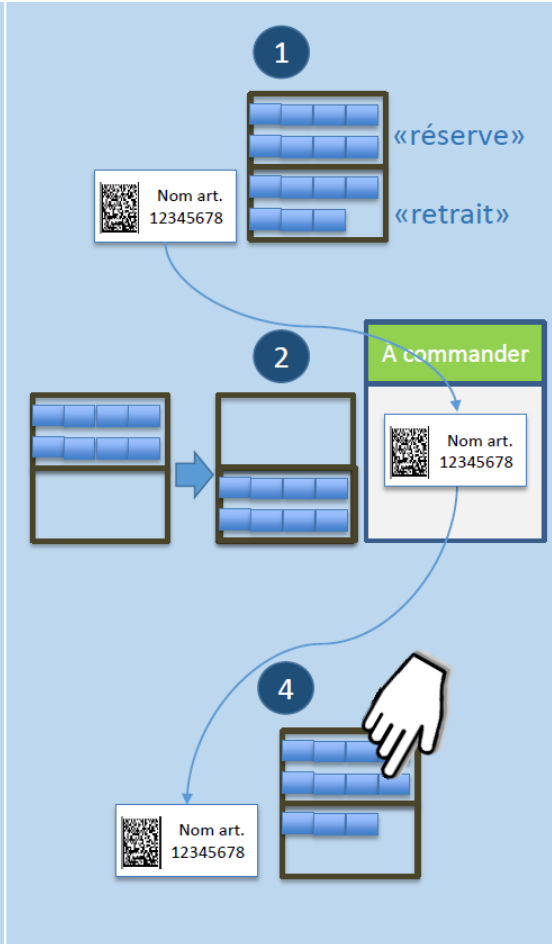 1
«réserve»
Nom art.
12345678
«retrait»
2
À commander
Nom art.
12345678
4
Nom art.
12345678